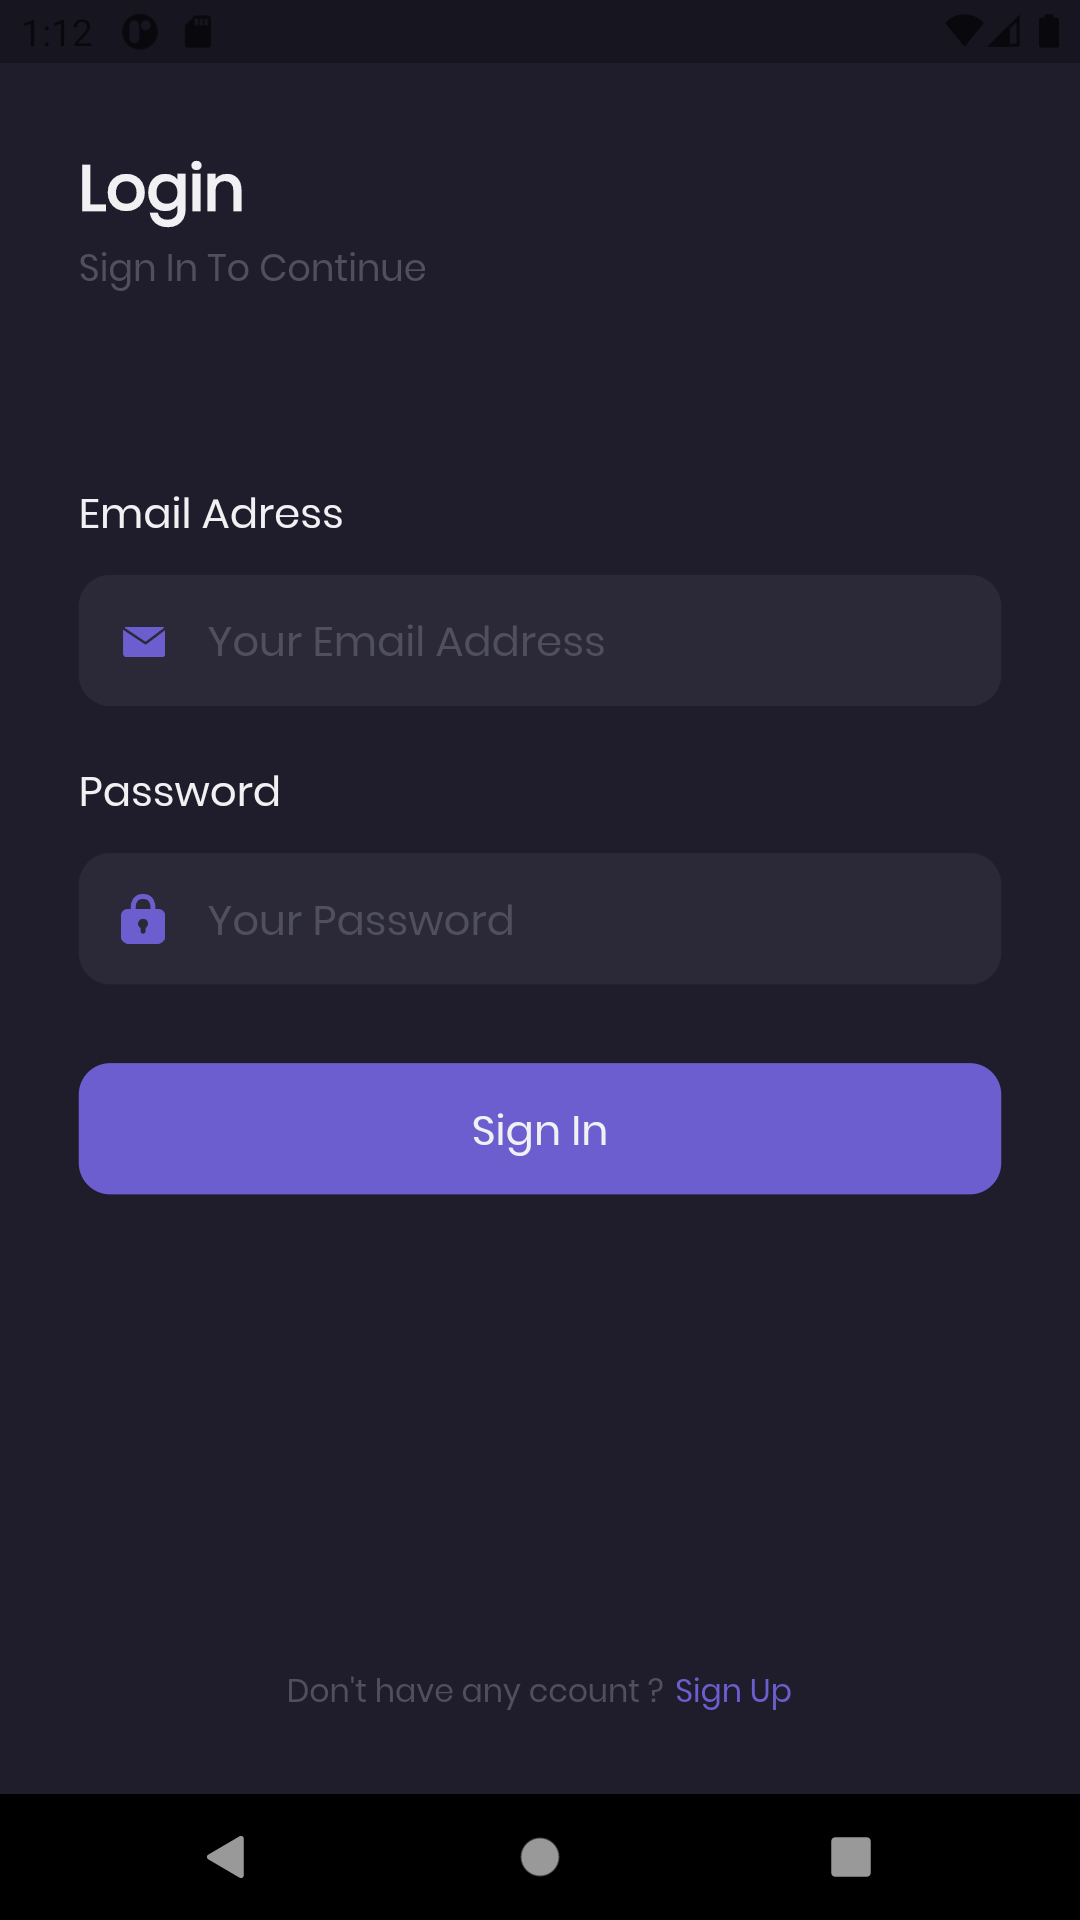 1:12
Login
Sign In To Continue
Email Adress
Your Email Address
Password
Your Password
Sign In
Don't have any ccount ? Sign Up